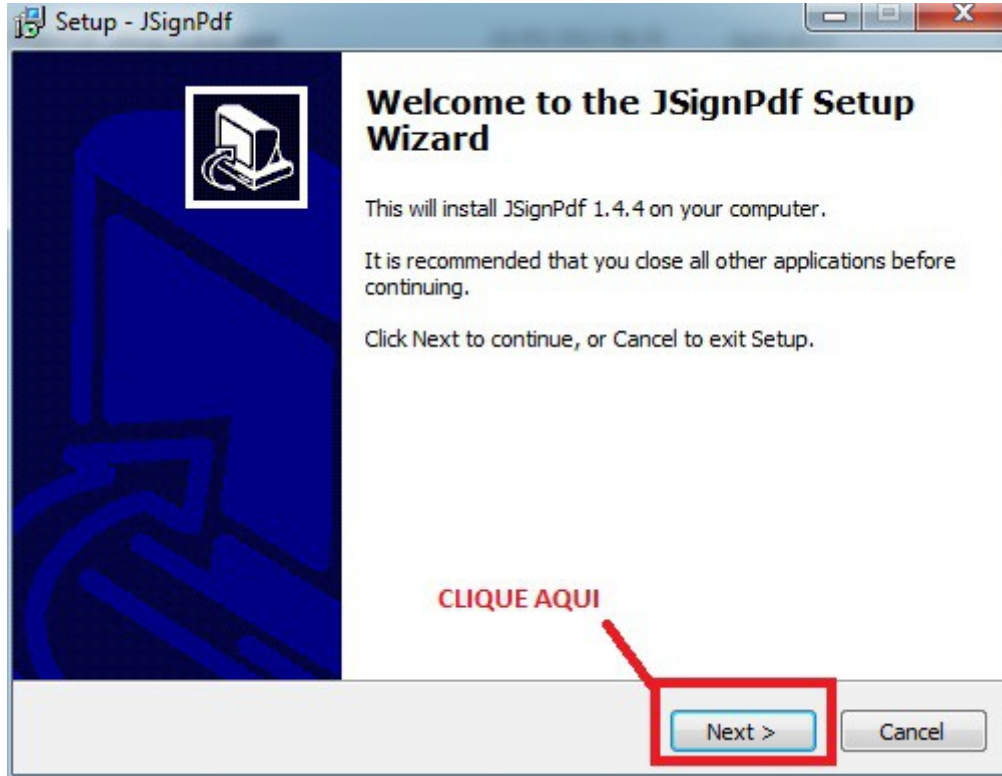 Setup - JSignPdf
Welcome to the JSignPdf Setup
Wizard
This will install JSignPdf 1.4.4 on your computer.
It is recommended that you close all other applications before
continuing.
Click Next to continue, or Cancel to exit Setup.
CLIQUE AQUI
Next >
Cancel